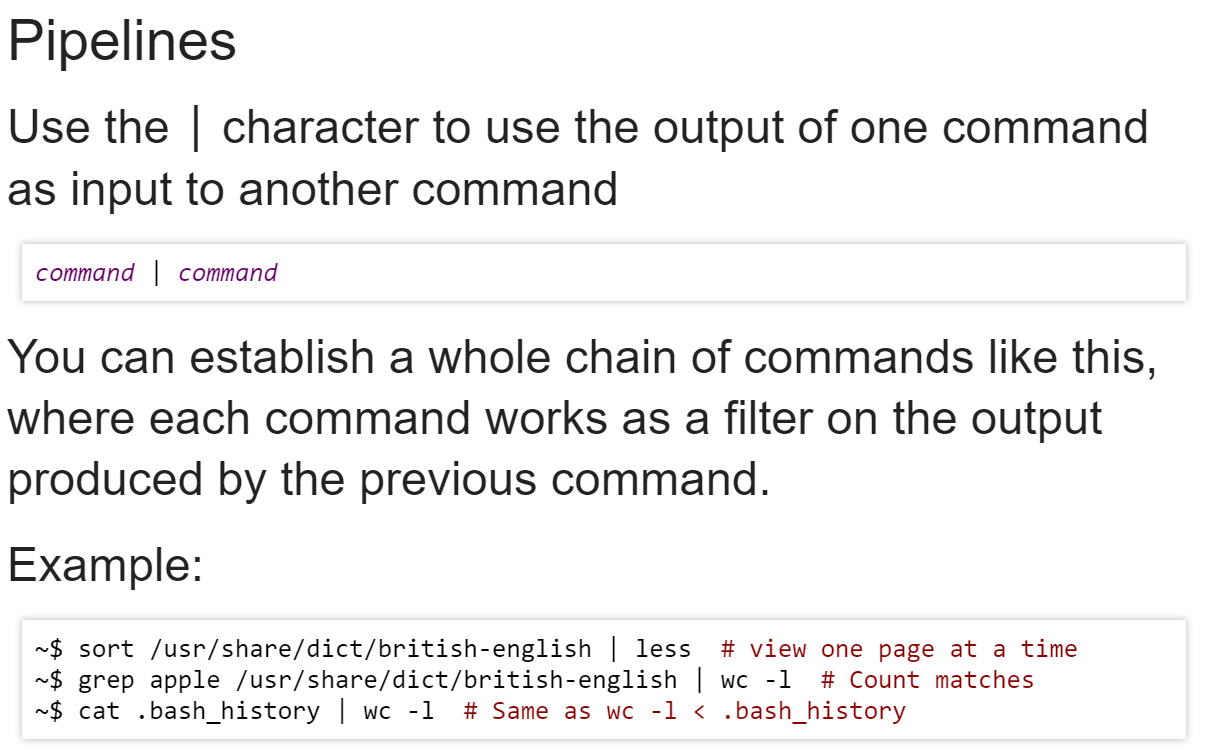 Pipelines
Use the | character to use the output of one command
as input to another command
command | command
You can establish a whole chain of commands like this,
where each command works as a filter on the output
produced by the previous command.
Example:
~$ sort /usr/share/dict/british-english | less  # view one page at a time
~$ grep apple /usr/share/dict/british-english | wc -l  # Count matches
~$ cat .bash_history | wc -l  # Same as wc -l < .bash_history